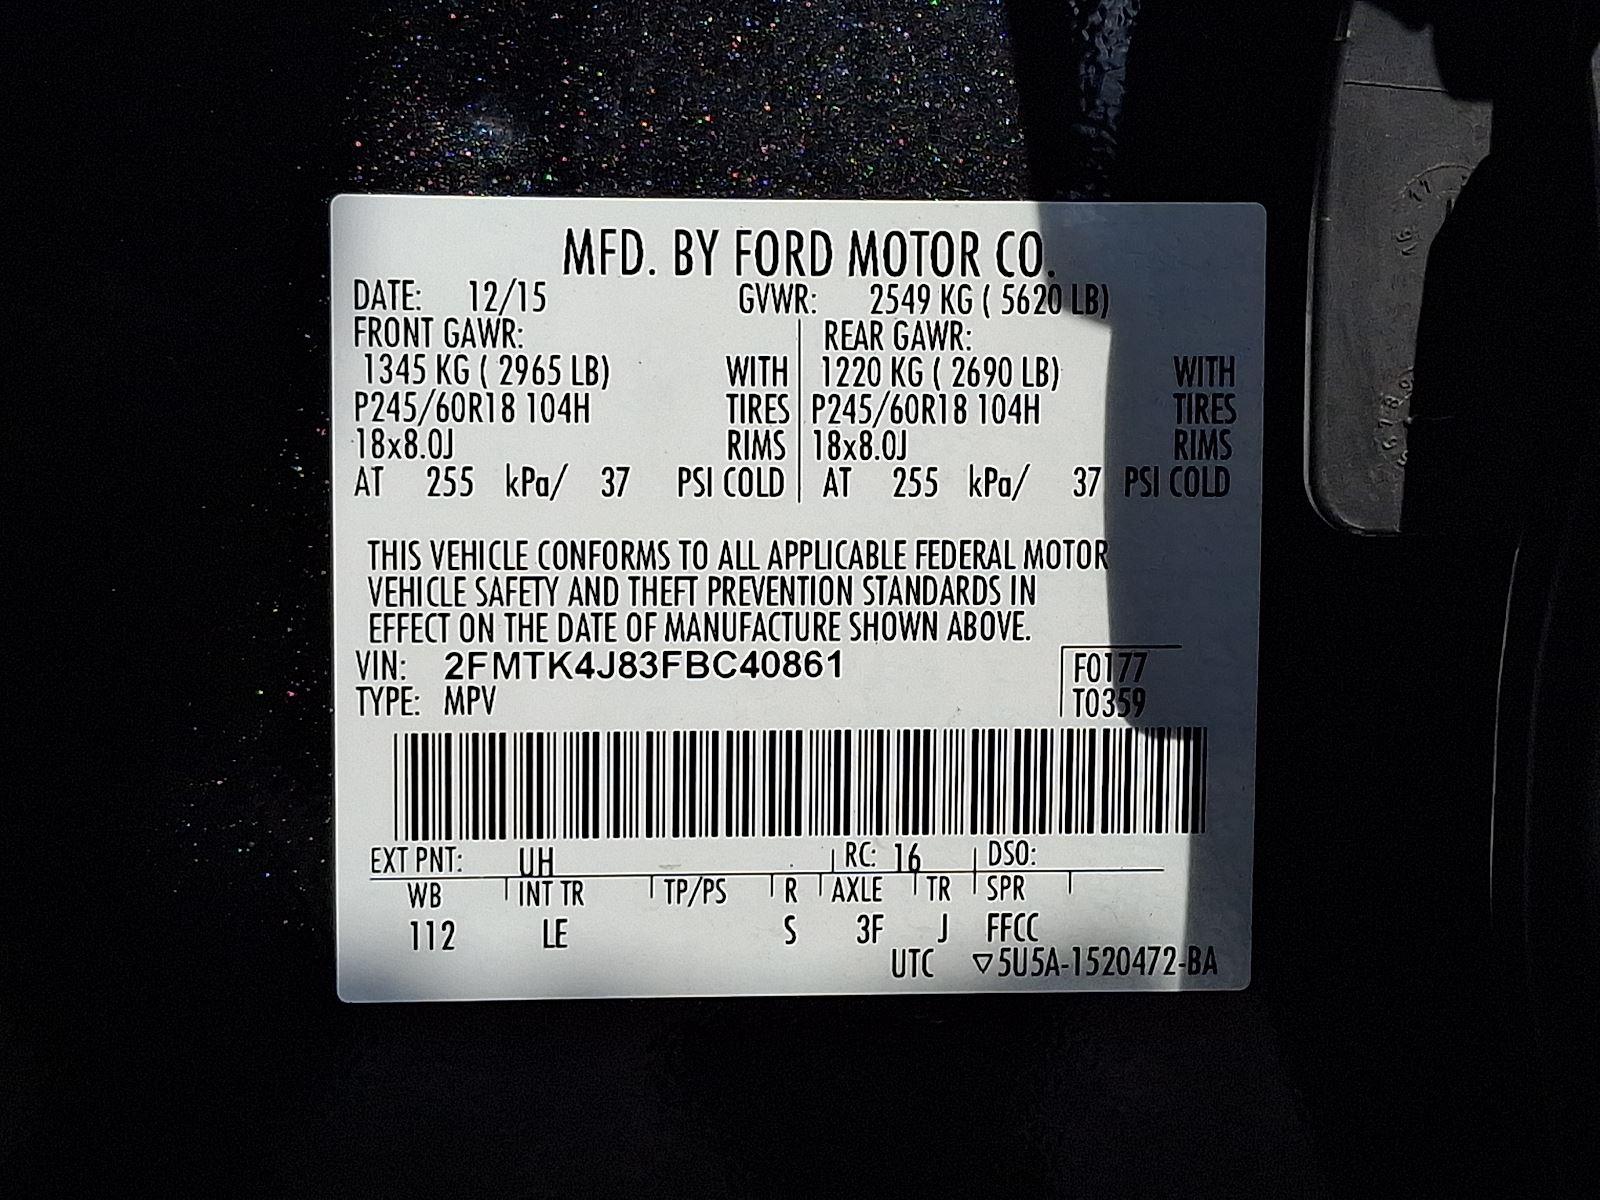 MFD. BY FORD MOTOR CO.
DATE: 12/15 GVWR: 2549 KG ( 5620 LB)
FRONT GAWR: REAR GAWR:
1345 KG ( 2965 LB) WITH 1220 KG ( 2690 LB) WITH
P245/60R18 104H TIRES P245/60R18 104H TIRES
18x8.0J RIMS 18x8.0J RIMS
AT 255 kPa/ 37 PSI COLD AT 255 kPa/ 37 PSI COLD
THIS VEHICLE CONFORMS TO ALL APPLICABLE FEDERAL MOTOR
VEHICLE SAFETY AND THEFT PREVENTION STANDARDS IN
EFFECT ON THE DATE OF MANUFACTURE SHOWN ABOVE.
VIN: 2FMTK4J83FBC40861 F0177
TYPE: MPV T0359
EXT PNT: UH RC: 16 DSO:
WB INT TR TP/PS R AXLE TR SPR
112 LE S 3F J FFCC
UTC ▽5U5A-1520472-BA